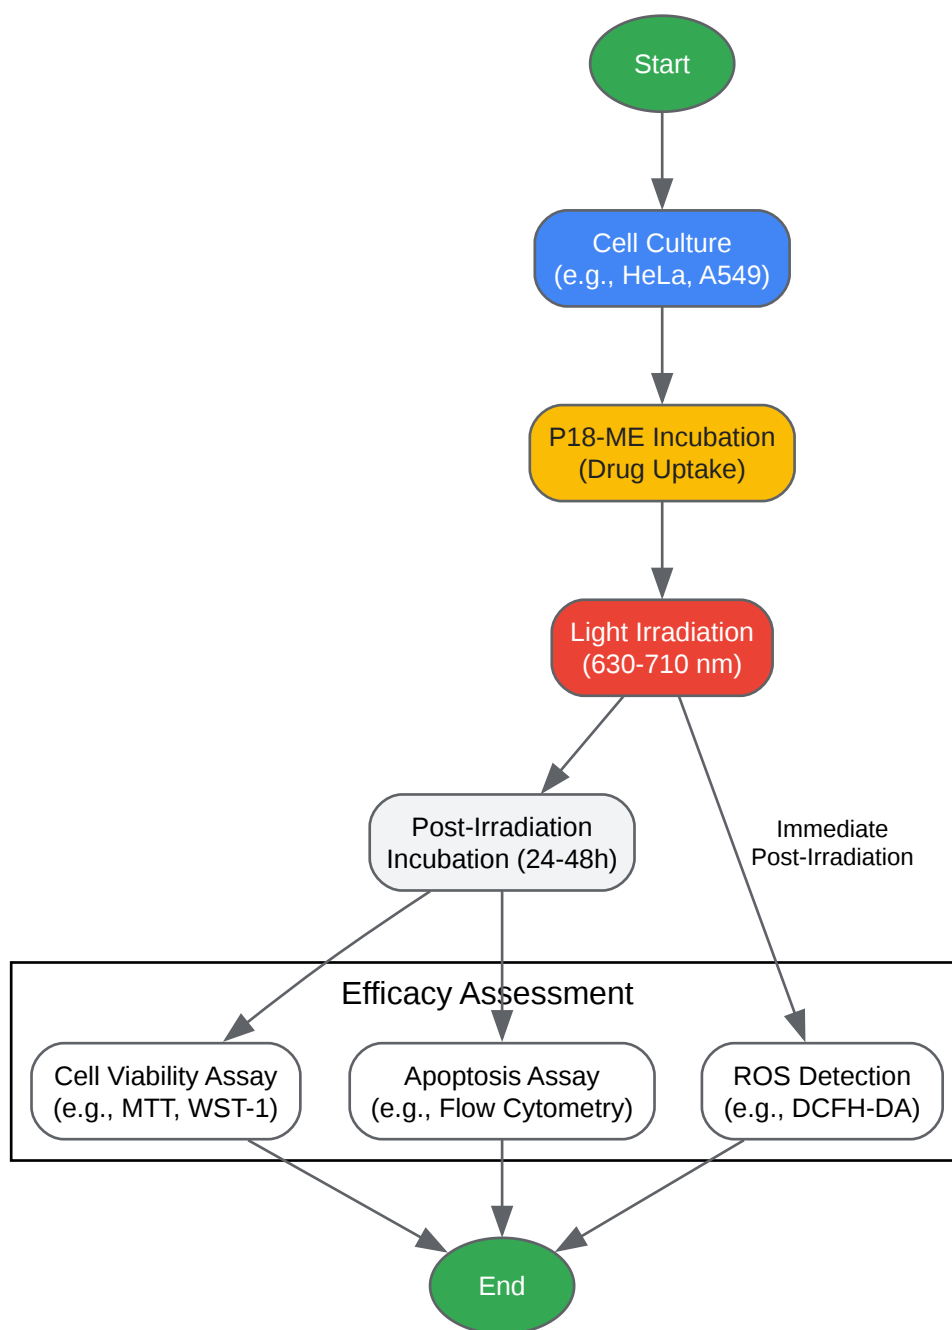 Start
Cell Culture
(e.g., HeLa, A549)
P18-ME Incubation
(Drug Uptake)
Light Irradiation
(630-710 nm)
Post-Irradiation
Incubation (24-48h)
Immediate
Post-Irradiation
Efficacy Assessment
Cell Viability Assay
(e.g., MTT, WST-1)
Apoptosis Assay
(e.g., Flow Cytometry)
ROS Detection
(e.g., DCFH-DA)
End